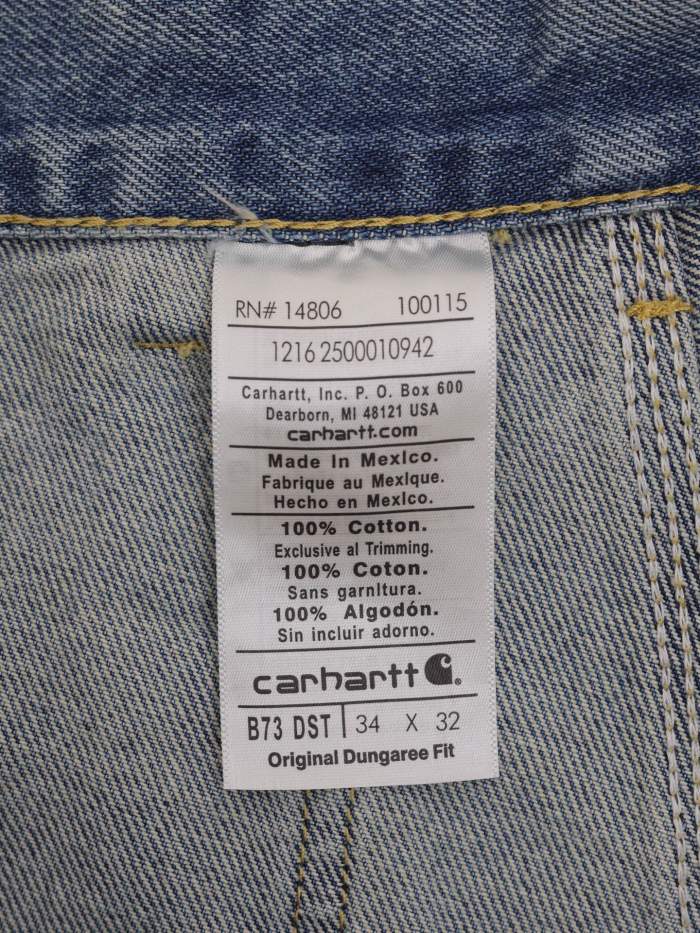 RN# 14806 100115
1216 2500010942
Carhartt, Inc. P. O. Box 600
Dearborn, MI 48121 USA
carhartt.com
Made In Mexico.
Fabrique au Mexique.
Hecho en Mexico.
100% Cotton.
Exclusive al Trimming.
100% Coton.
Sans garnitura.
100% Algodón.
Sin incluir adorno.
carhartt
B73 DST 34 X 32
Original Dungaree Fit